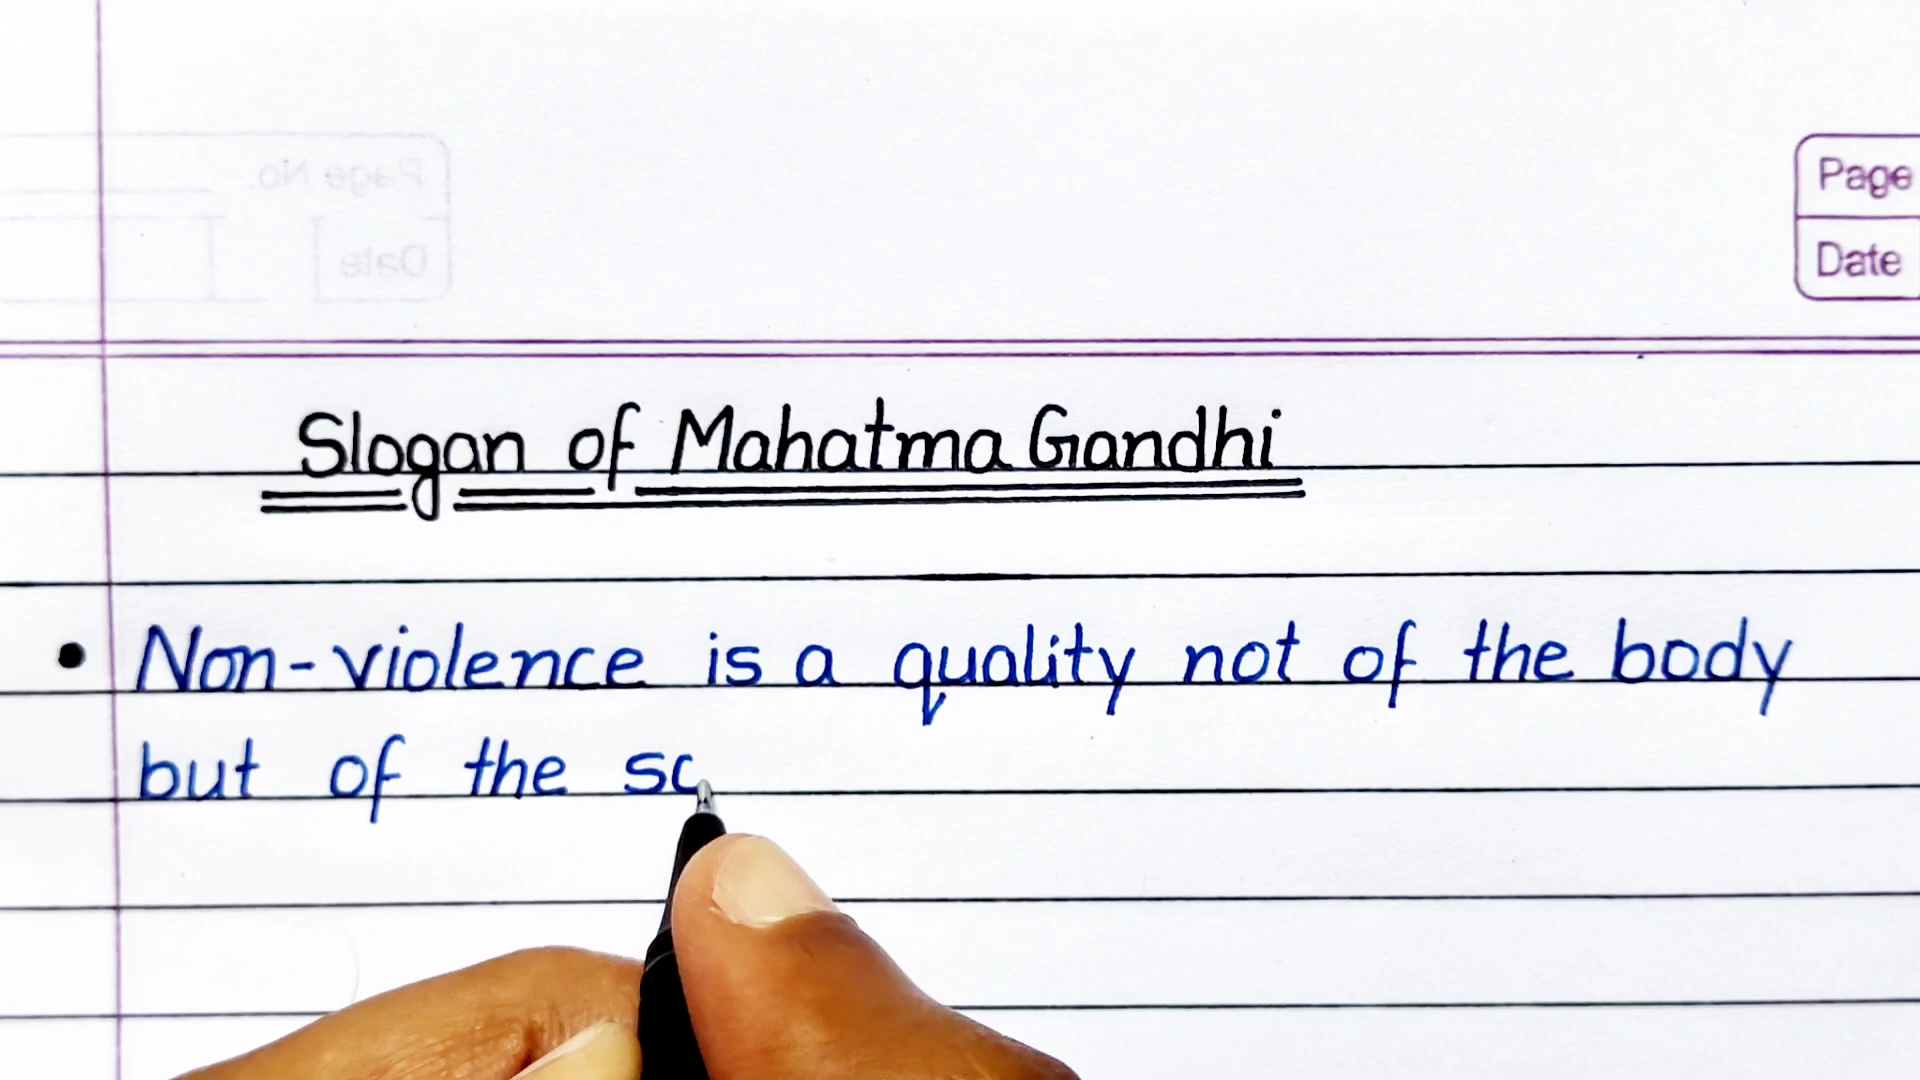 Page
Date
Slogan of Mahatma Gandhi
• Non-violence is a quality not of the body
but of the